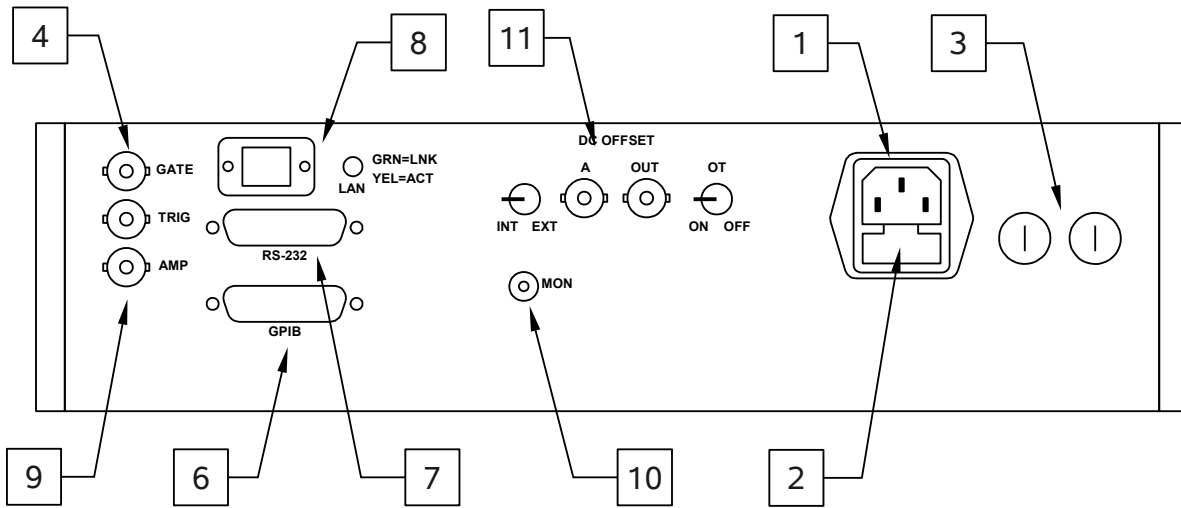 4
8
11
1
3
DC OFFSET
GATE
GRN=LNK
YEL=ACT
LAN
A
OUT
OT
TRIG
INT EXT
ON OFF
RS-232
AMP
MON
GPIB
9
6
7
10
2